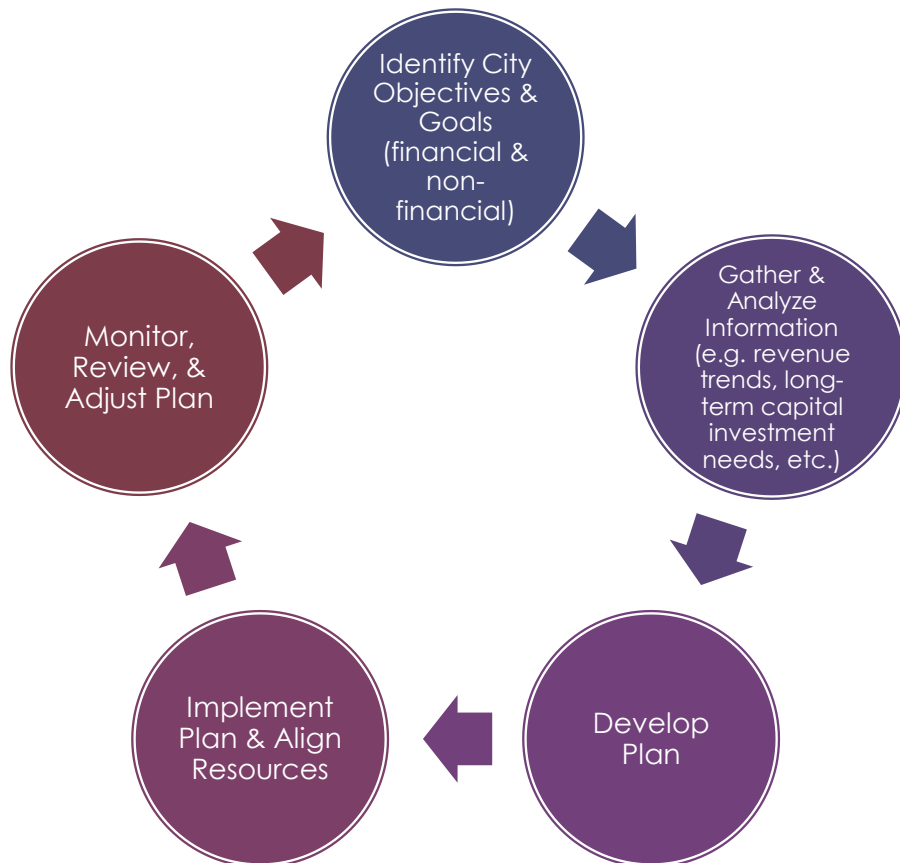 Identify City
Objectives &
Goals
(financial &
non-
financial)
Gather &
Analyze
Information
(e.g. revenue
trends, long-
term capital
investment
needs, etc.)
Develop
Plan
Implement
Plan & Align
Resources
Monitor,
Review, &
Adjust Plan